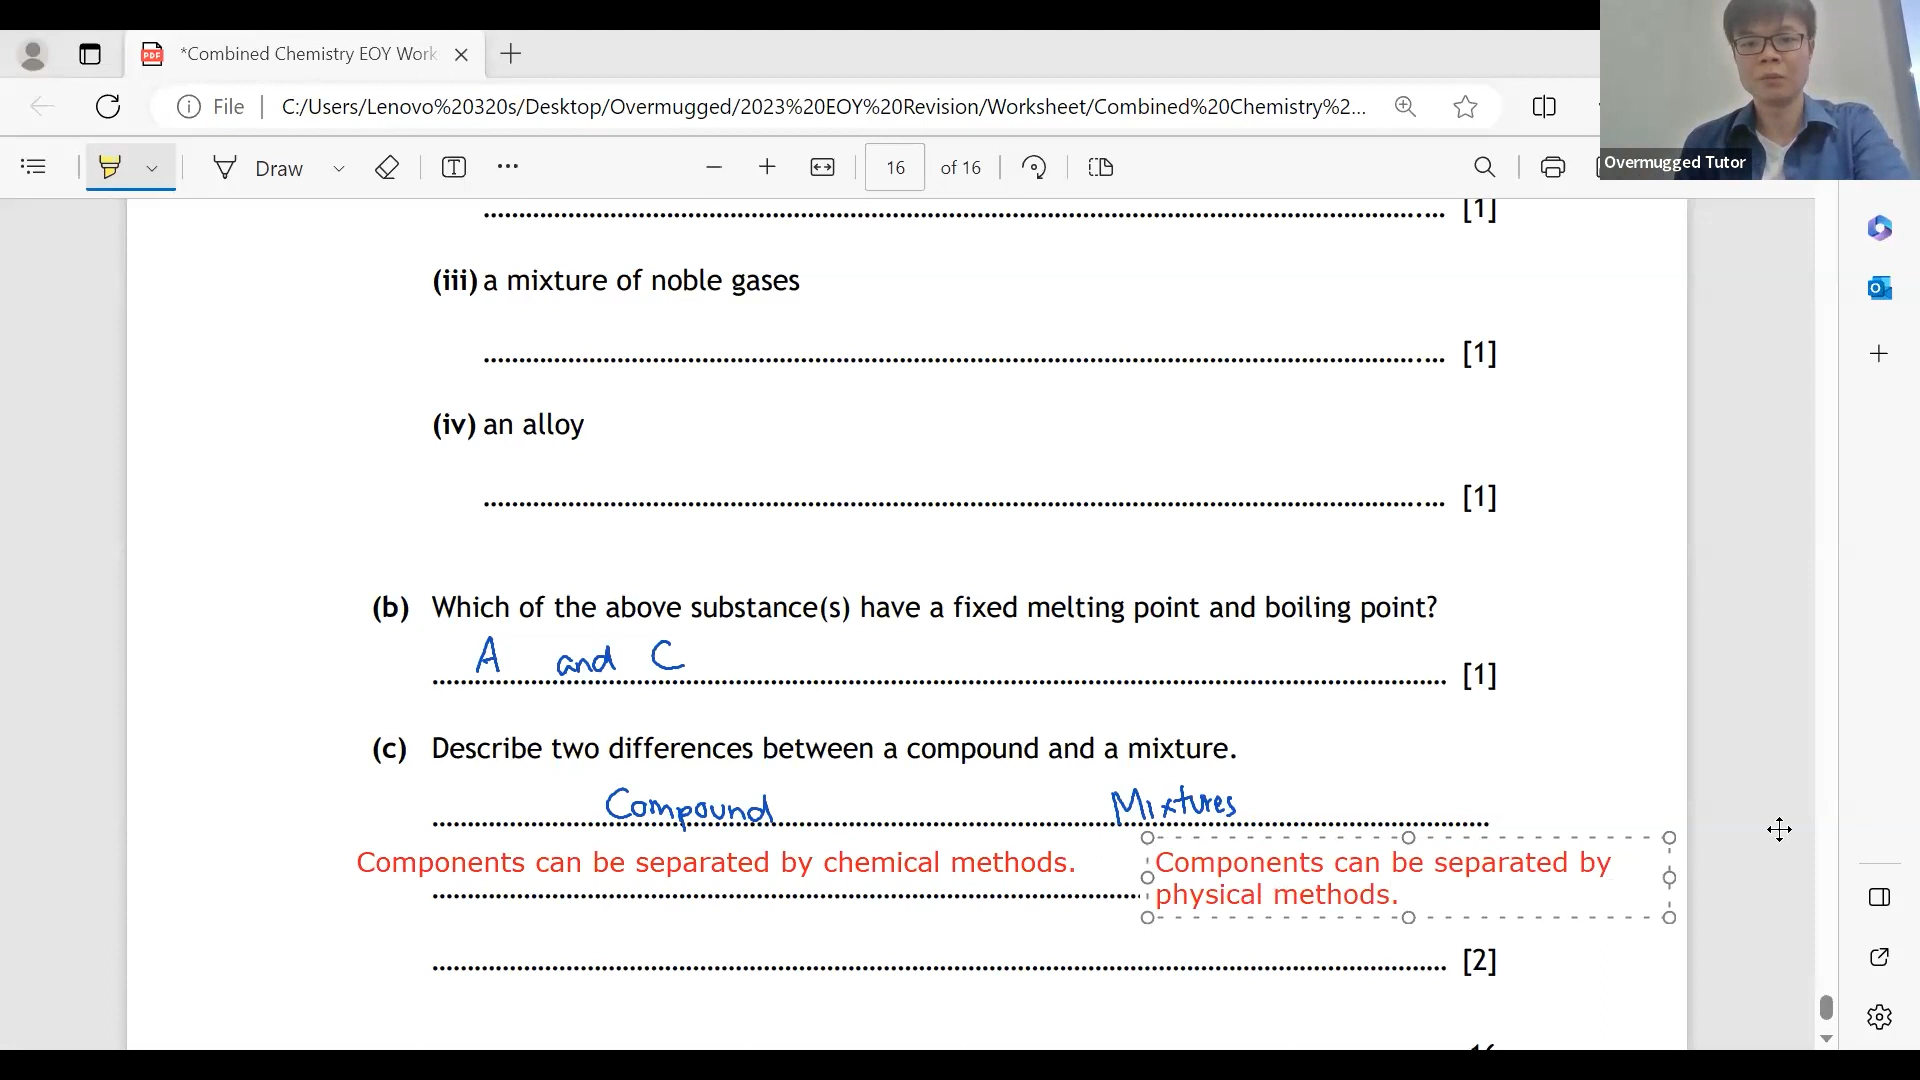 *Combined Chemistry EOY Work
File
C:/Users/Lenovo%20320s/Desktop/Overmugged/2023%20EOY%20Revision/Worksheet/Combined%20Chemistry%2...
Draw
16 of 16
Overmugged Tutor
[1]
(iii) a mixture of noble gases
[1]
(iv) an alloy
[1]
(b) Which of the above substance(s) have a fixed melting point and boiling point?
A and C
[1]
(c) Describe two differences between a compound and a mixture.
Compound Mixtures
Components can be separated by chemical methods. Components can be separated by
physical methods.
[2]